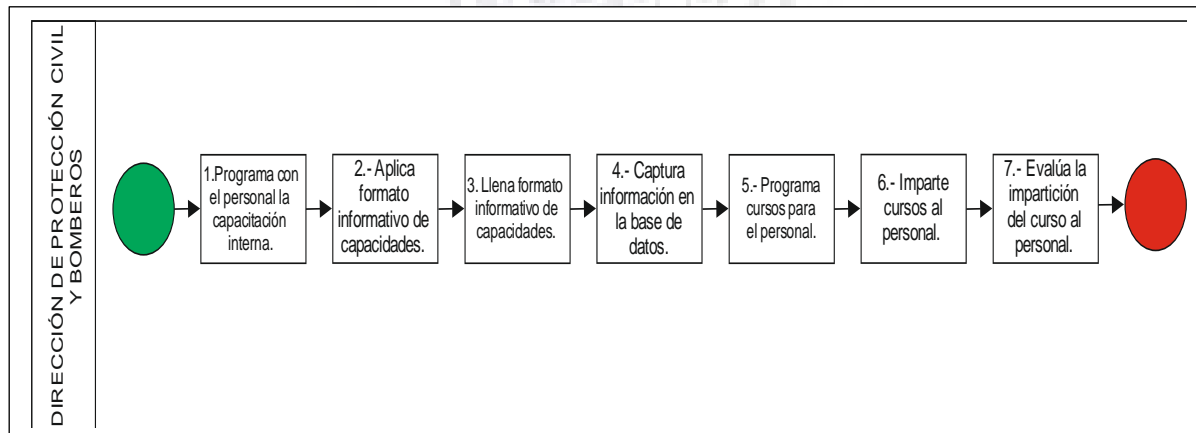 DIRECCIÓN DE PROTECCIÓN CIVIL
Y BOMBEROS
1.Programa con
el personal la
capacitación
interna.
2.- Aplica
formato
informativo de
capacidades.
3. Llena formato
informativo de
capacidades.
4.- Captura
información en
la base de
datos.
5.- Programa
cursos para
el personal.
6.- Imparte
cursos al
personal.
7.- Evalúa la
impartición
del curso al
personal.